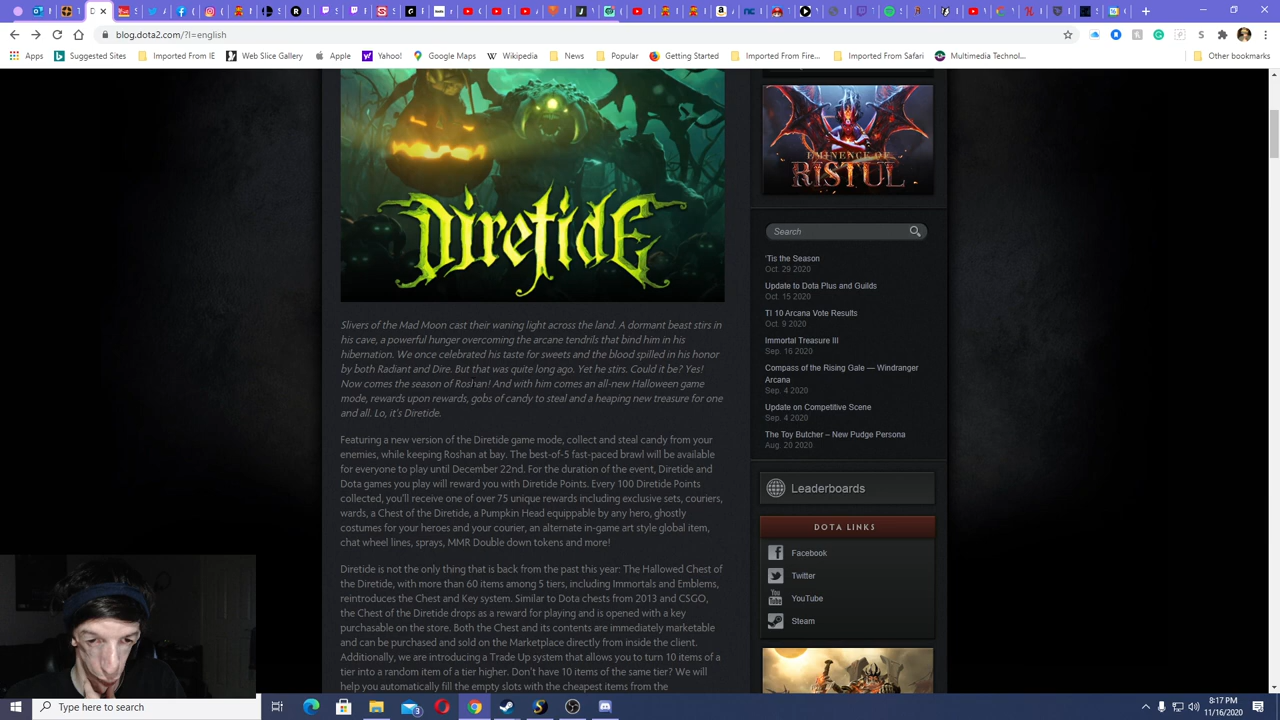 blog.dota2.com/?l=english
Apps
Suggested Sites
Imported From IE
Web Slice Gallery
Apple
Yahoo!
Google Maps
Wikipedia
News
Popular
Getting Started
Imported From Fire...
Imported From Safari
Multimedia Technol...
Other bookmarks
DIRETIDE
Slivers of the Mad Moon cast their waning light across the land. A dormant beast stirs in
his cave, a powerful hunger overcoming the arcane tendrils that bind him in his
hibernation. We once celebrated his taste for sweets and the blood spilled in his honor
by both Radiant and Dire. But that was quite long ago. Yet he stirs. Could it be? Yes!
Now comes the season of Roshan! And with him comes an all-new Halloween game
mode, rewards upon rewards, gobs of candy to steal and a heaping new treasure for one
and all. Lo, it's Diretide.
Featuring a new version of the Diretide game mode, collect and steal candy from your
enemies, while keeping Roshan at bay. The best-of-5 fast-paced brawl will be available
for everyone to play until December 22nd. For the duration of the event, Diretide and
Dota games you play will reward you with Diretide Points. Every 100 Diretide Points
collected, you'll receive one of over 75 unique rewards including exclusive sets, couriers,
wards, a Chest of the Diretide, a Pumpkin Head equippable by any hero, ghostly
costumes for your heroes and your courier, an alternate in-game art style global item,
chat wheel lines, sprays, MMR Double down tokens and more!
Diretide is not the only thing that is back from the past this year: The Hallowed Chest of
the Diretide, with more than 60 items among 5 tiers, including Immortals and Emblems,
reintroduces the Chest and Key system. Similar to Dota chests from 2013 and CSGO,
the Chest of the Diretide drops as a reward for playing and is opened with a key
purchasable on the store. Both the Chest and its contents are immediately marketable
and can be purchased and sold on the Marketplace directly from inside the client.
Additionally, we are introducing a Trade Up system that allows you to turn 10 items of a
tier into a random item of a tier higher. Don't have 10 items of the same tier? We will
help you automatically fill the empty slots with the cheapest items from the
EMINENCE OF
RISTUL
Search
'Tis the Season
Oct. 29 2020
Update to Dota Plus and Guilds
Oct. 15 2020
TI 10 Arcana Vote Results
Oct. 9 2020
Immortal Treasure III
Sep. 16 2020
Compass of the Rising Gale — Windranger
Arcana
Sep. 4 2020
Update on Competitive Scene
Sep. 4 2020
The Toy Butcher – New Pudge Persona
Aug. 20 2020
Leaderboards
DOTA LINKS
Facebook
Twitter
You
Tube
YouTube
Steam
Type here to search
3
8:17 PM
11/16/2020